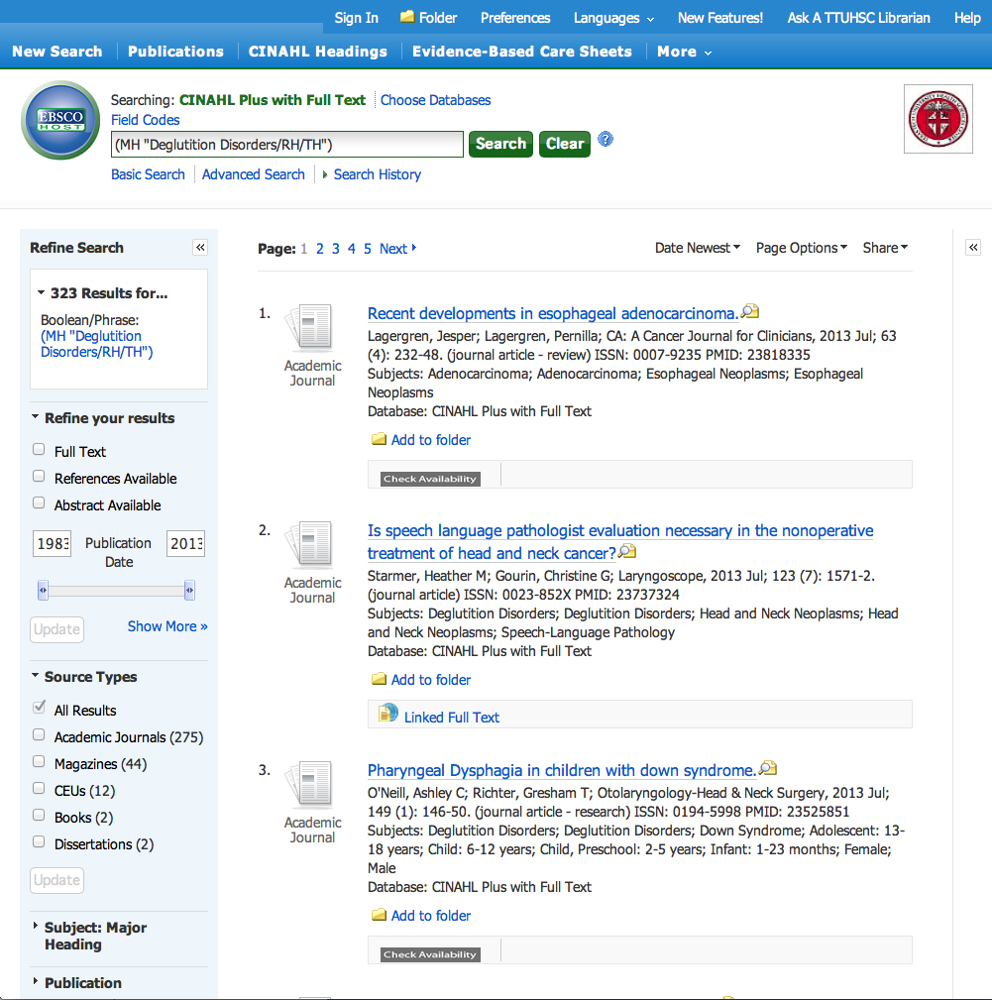 Sign In Folder Preferences Languages New Features! Ask A TTUHSC Librarian Help
New Search Publications CINAHL Headings Evidence-Based Care Sheets More
EBSCO
HOST
Searching: CINAHL Plus with Full Text Choose Databases
Field Codes
(MH "Deglutition Disorders/RH/TH")
Search Clear ?
Basic Search Advanced Search Search History
Refine Search «
323 Results for...
Boolean/Phrase:
(MH "Deglutition
Disorders/RH/TH")
Refine your results
Full Text
References Available
Abstract Available
1983 Publication Date 2013
Update Show More »
Source Types
All Results
Academic Journals (275)
Magazines (44)
CEUs (12)
Books (2)
Dissertations (2)
Update
Subject: Major
Heading
Publication
Page: 1 2 3 4 5 Next Date Newest Page Options Share «
1. Recent developments in esophageal adenocarcinoma.
Academic
Journal
Lagergren, Jesper; Lagergren, Pernilla; CA: A Cancer Journal for Clinicians, 2013 Jul; 63
(4): 232-48. (journal article - review) ISSN: 0007-9235 PMID: 23818335
Subjects: Adenocarcinoma; Adenocarcinoma; Esophageal Neoplasms; Esophageal
Neoplasms
Database: CINAHL Plus with Full Text
Add to folder
Check Availability
2. Is speech language pathologist evaluation necessary in the nonoperative
treatment of head and neck cancer?
Academic
Journal
Starmer, Heather M; Gourin, Christine G; Laryngoscope, 2013 Jul; 123 (7): 1571-2.
(journal article) ISSN: 0023-852X PMID: 23737324
Subjects: Deglutition Disorders; Deglutition Disorders; Head and Neck Neoplasms; Head
and Neck Neoplasms; Speech-Language Pathology
Database: CINAHL Plus with Full Text
Add to folder
Linked Full Text
3. Pharyngeal Dysphagia in children with down syndrome.
Academic
Journal
O'Neill, Ashley C; Richter, Gresham T; Otolaryngology-Head & Neck Surgery, 2013 Jul;
149 (1): 146-50. (journal article - research) ISSN: 0194-5998 PMID: 23525851
Subjects: Deglutition Disorders; Deglutition Disorders; Down Syndrome; Adolescent: 13-
18 years; Child: 6-12 years; Child, Preschool: 2-5 years; Infant: 1-23 months; Female;
Male
Database: CINAHL Plus with Full Text
Add to folder
Check Availability